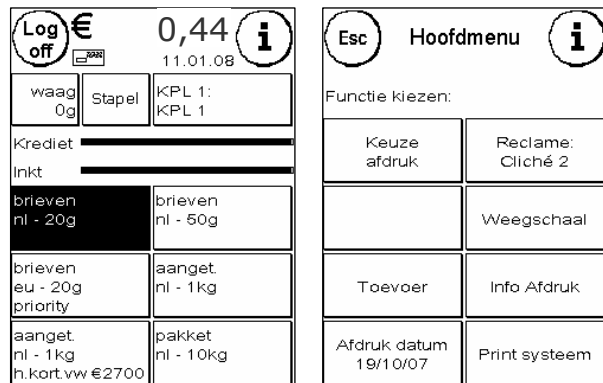 Log
off
€ 0,44
i
11.01.08
waag
0g
Stapel
KPL 1:
KPL 1
Krediet
Inkt
brieven
nl - 20g
brieven
nl - 50g
brieven
eu - 20g
priority
aanget.
nl - 1kg
aanget.
nl - 1kg
h.kort.vw €2700
pakket
nl - 10kg
Esc
Hoofdmenu
i
Functie kiezen:
Keuze
afdruk
Reclame:
Cliché 2
Weegschaal
Toevoer
Info Afdruk
Afdruk datum
19/10/07
Print systeem